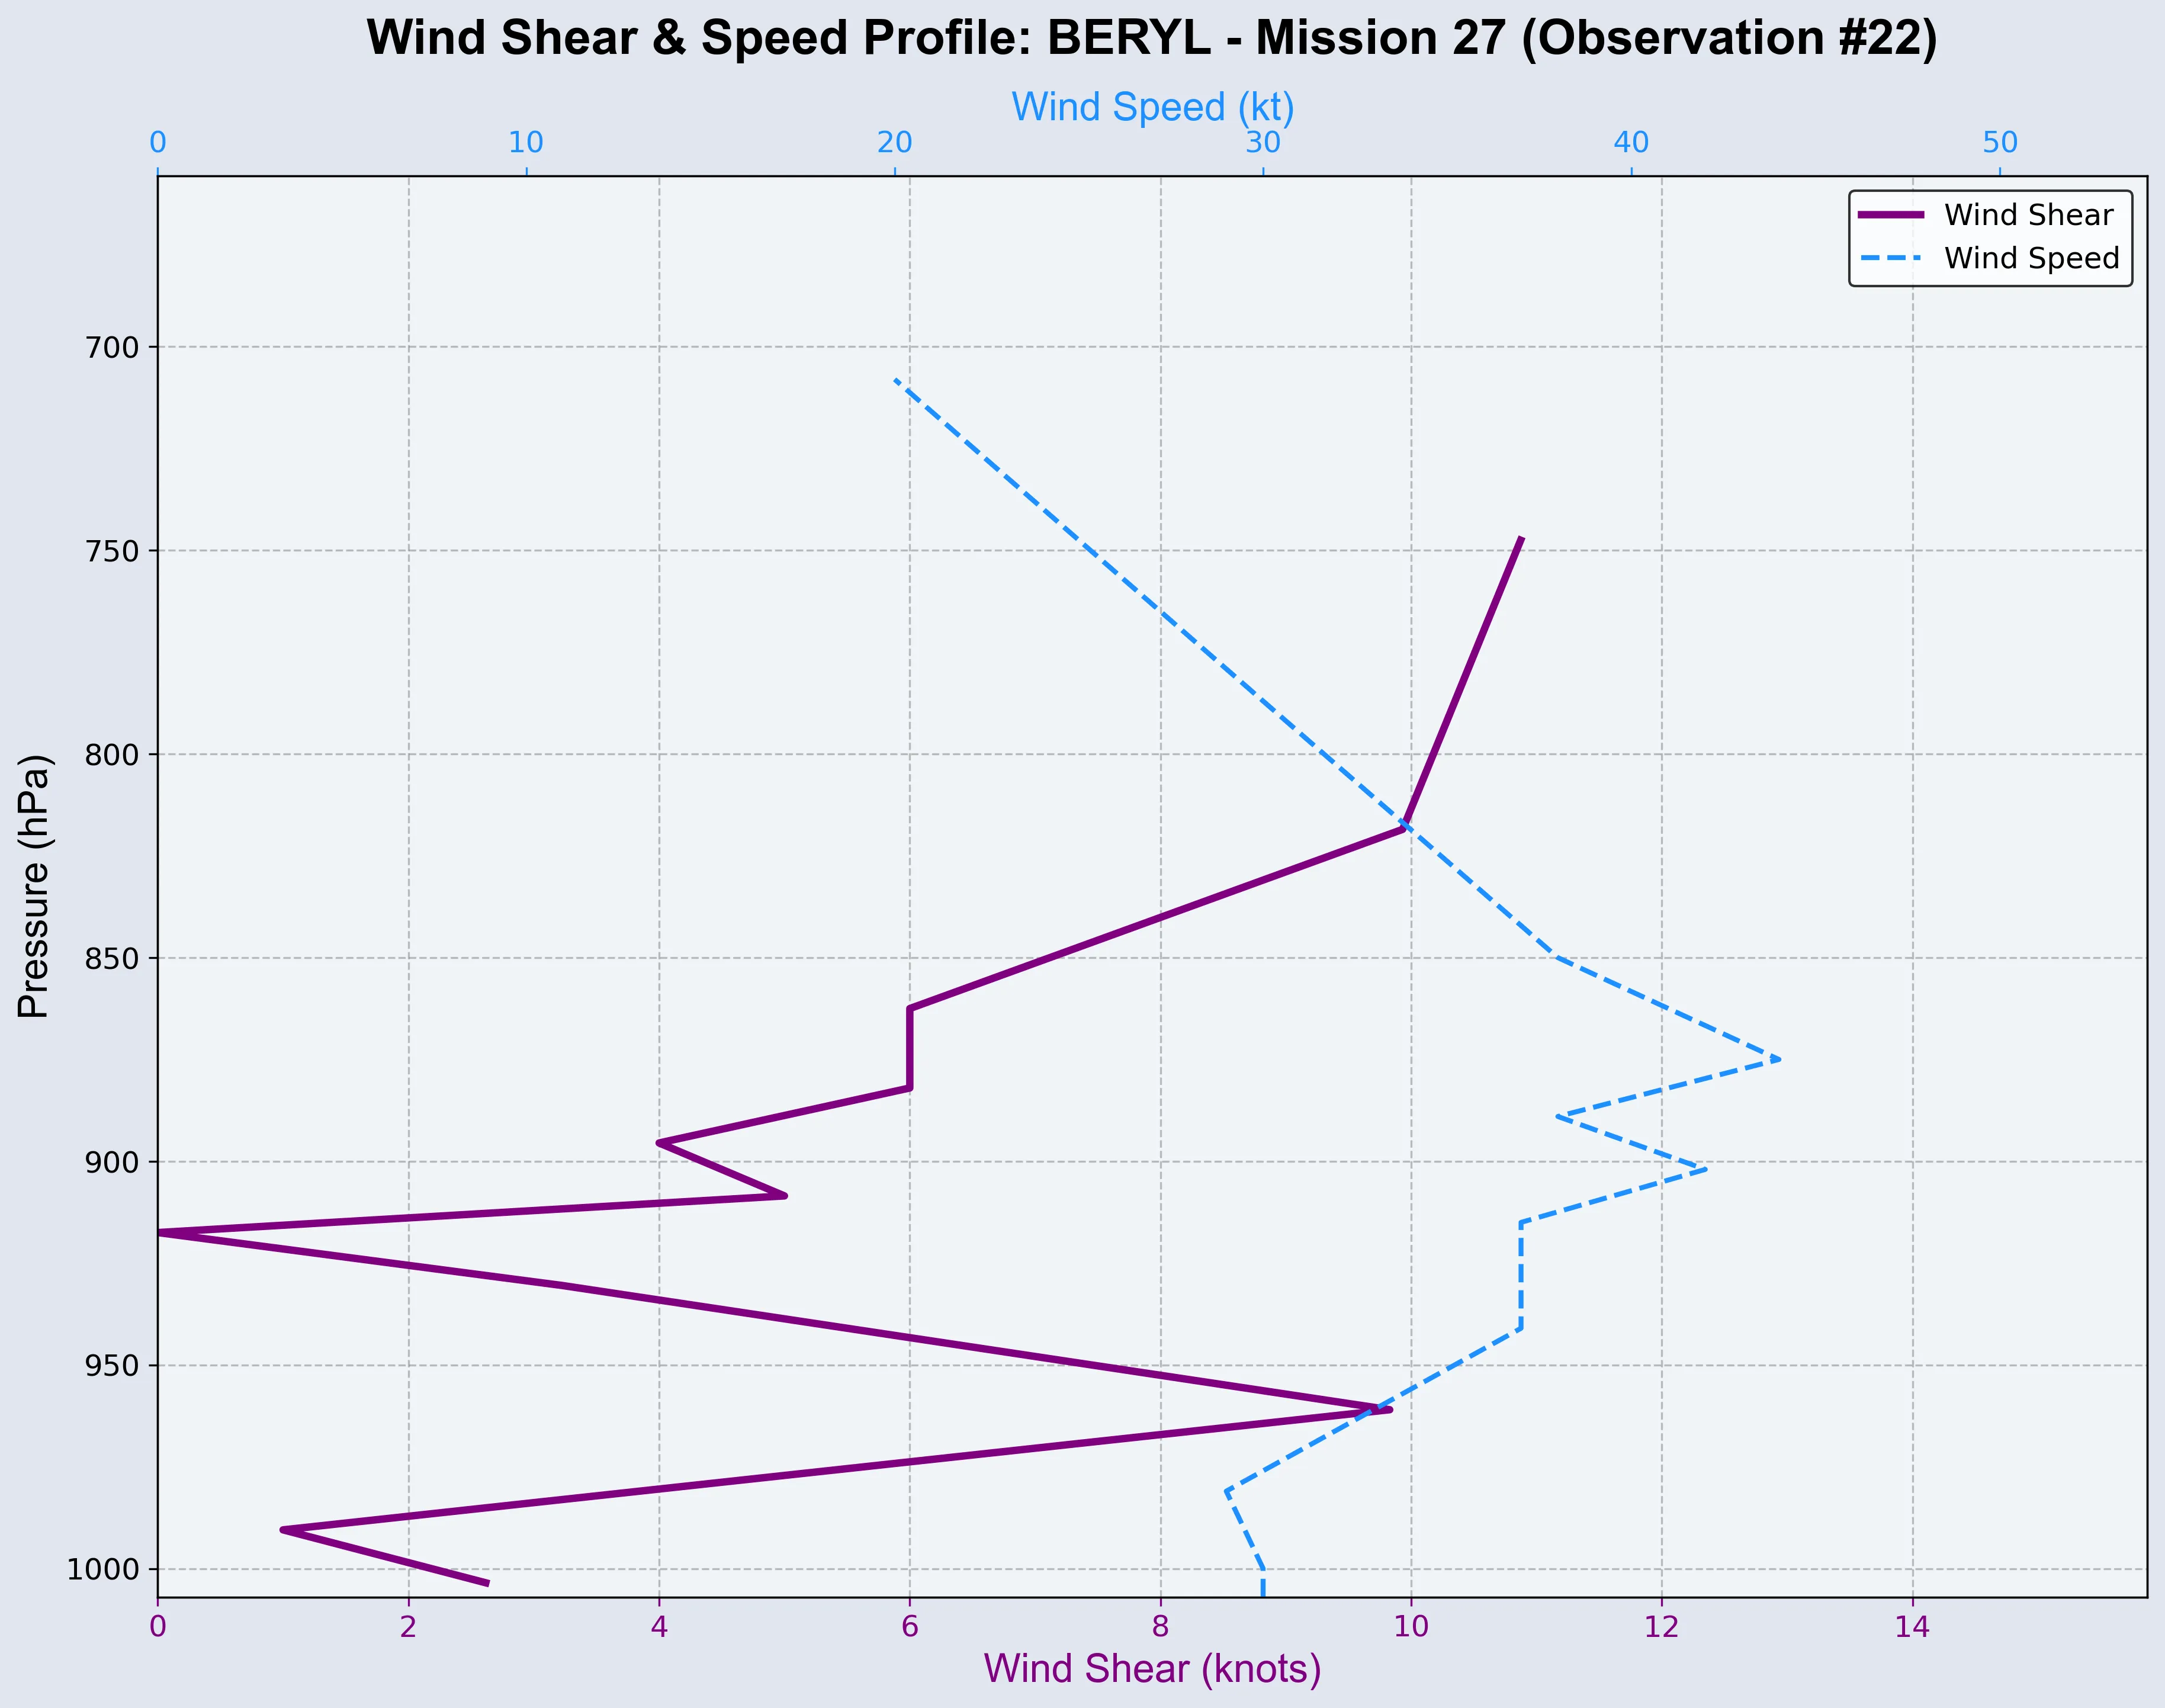 Wind Shear & Speed Profile: BERYL - Mission 27 (Observation #22)
Wind Speed (kt)
0 10 20 30 40 50
Wind Shear
Wind Speed
700
750
800
850
900
950
1000
Pressure (hPa)
0 2 4 6 8 10 12 14
Wind Shear (knots)